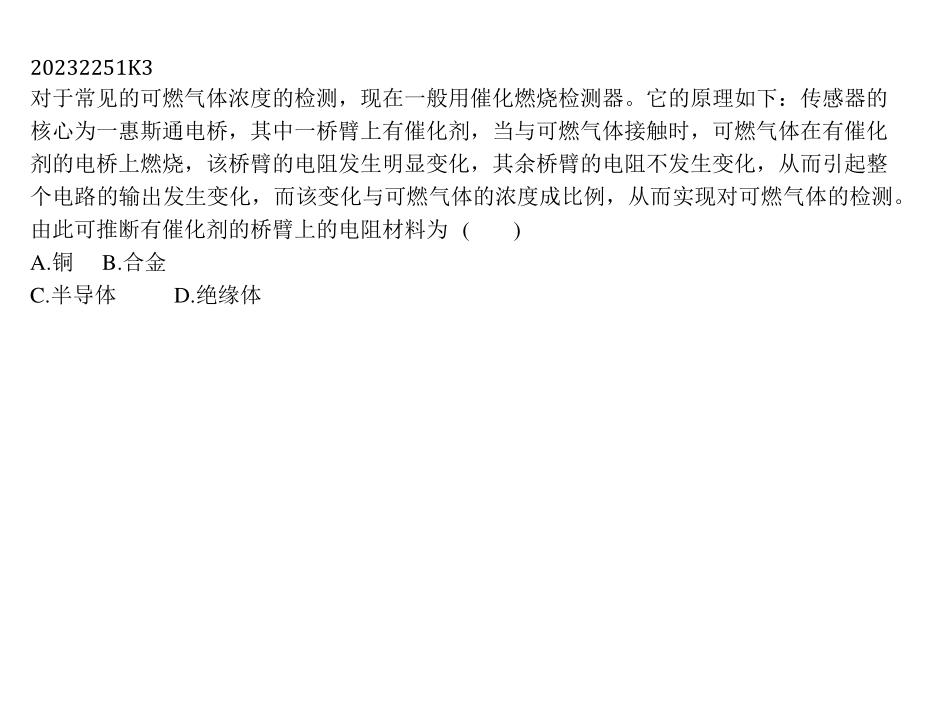 20232251K3
对于常见的可燃气体浓度的检测，现在一般用催化燃烧检测器。它的原理如下：传感器的
核心为一惠斯通电桥，其中一桥臂上有催化剂，当与可燃气体接触时，可燃气体在有催化
剂的电桥上燃烧，该桥臂的电阻发生明显变化，其余桥臂的电阻不发生变化，从而引起整
个电路的输出发生变化，而该变化与可燃气体的浓度成比例，从而实现对可燃气体的检测。
由此可推断有催化剂的桥臂上的电阻材料为 ( )
A.铜 B.合金
C.半导体 D.绝缘体